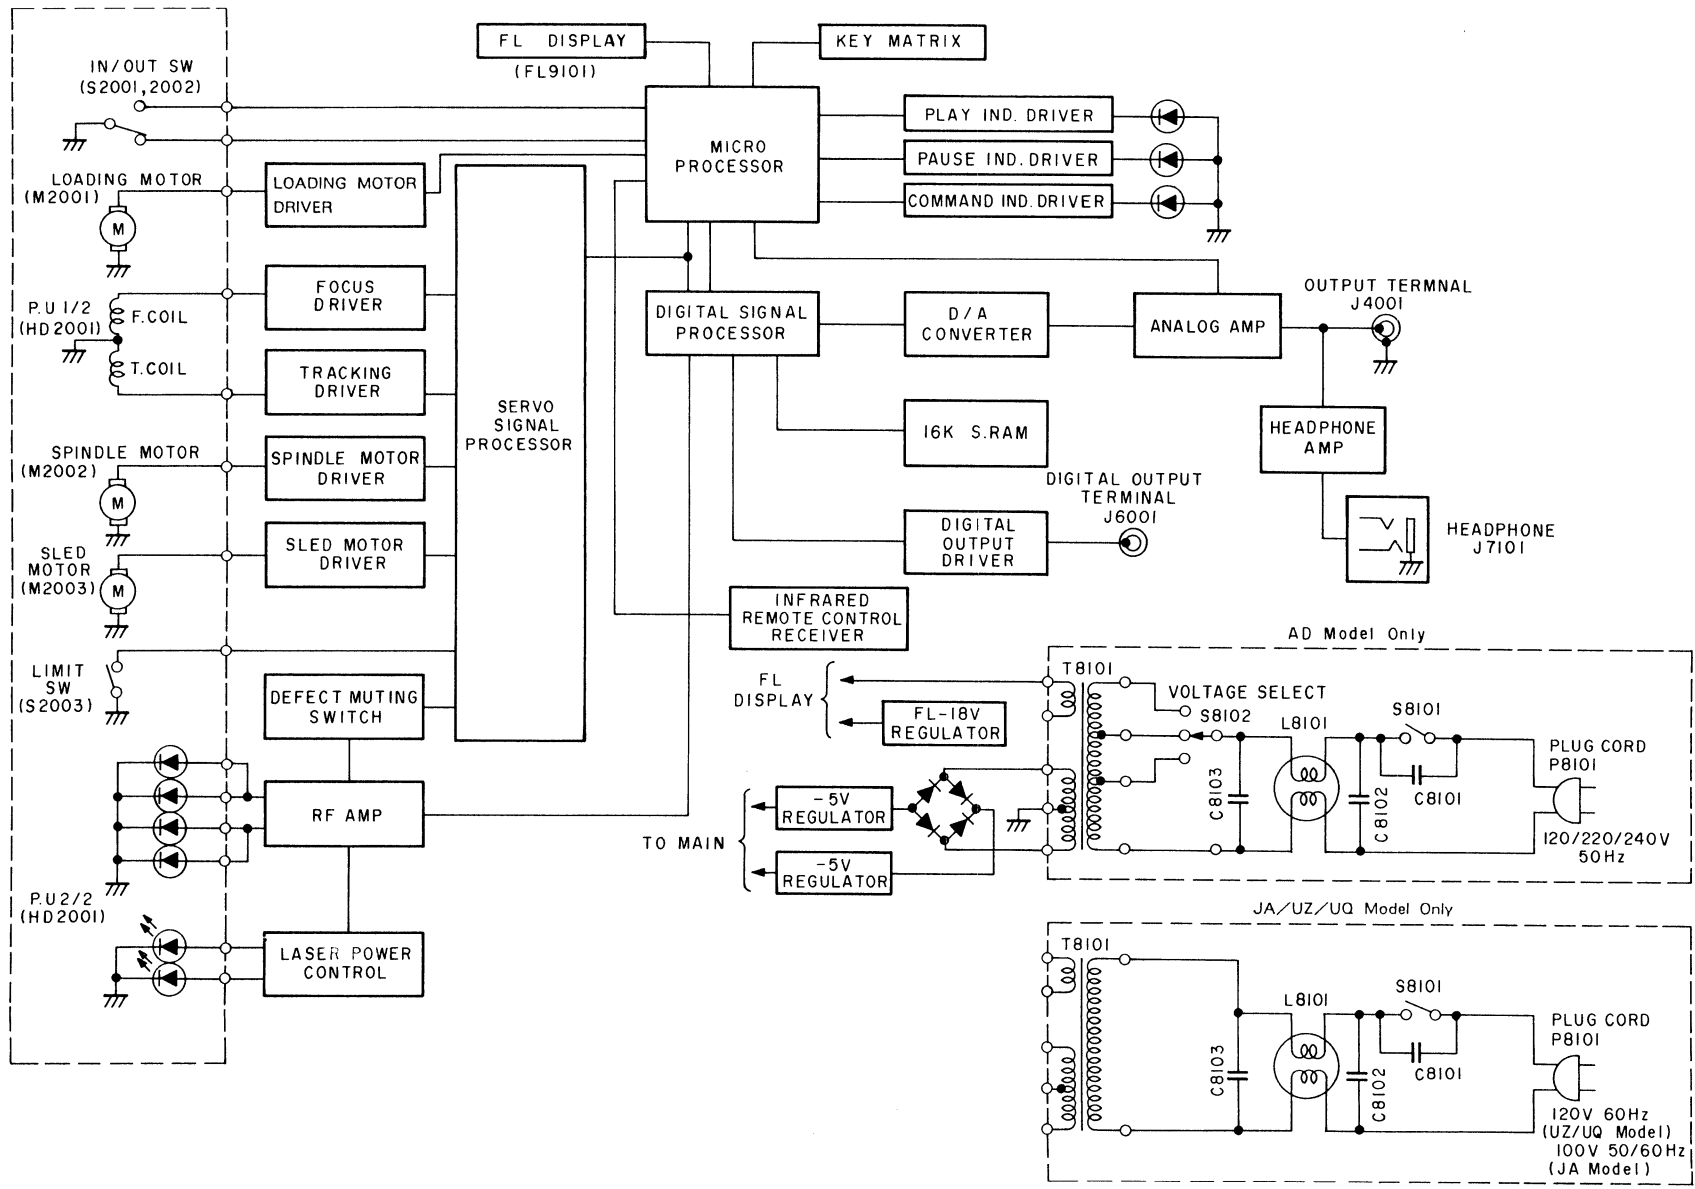 FL DISPLAY
(FL9101)
KEY MATRIX
IN/OUT SW
(S2001,2002)
MICRO
PROCESSOR
PLAY IND. DRIVER
PAUSE IND. DRIVER
COMMAND IND. DRIVER
LOADING MOTOR
(M2001)
M
LOADING MOTOR
DRIVER
P.U 1/2
(HD2001)
F. COIL
T. COIL
FOCUS
DRIVER
TRACKING
DRIVER
SERVO
SIGNAL
PROCESSOR
DIGITAL SIGNAL
PROCESSOR
D/A
CONVERTER
ANALOG AMP
OUTPUT TERMNAL
J4001
16K S.RAM
HEADPHONE
AMP
HEADPHONE
J7101
DIGITAL OUTPUT
TERMINAL
J6001
DIGITAL
OUTPUT
DRIVER
SPINDLE MOTOR
(M2002)
M
SPINDLE MOTOR
DRIVER
SLED
MOTOR
(M2003)
M
SLED MOTOR
DRIVER
INFRARED
REMOTE CONTROL
RECEIVER
LIMIT
SW
(S2003)
DEFECT MUTING
SWITCH
RF AMP
P.U 2/2
(HD2001)
LASER POWER
CONTROL
FL
DISPLAY
FL-18V
REGULATOR
TO MAIN
-5V
REGULATOR
-5V
REGULATOR
AD Model Only
T8101
VOLTAGE SELECT
S8102
L8101
S8101
C8103
C8102
C8101
PLUG CORD
P8101
120/220/240V
50Hz
JA/UZ/UQ Model Only
T8101
L8101
S8101
C8103
C8102
C8101
PLUG CORD
P8101
120V 60Hz
(UZ/UQ Model)
100V 50/60Hz
(JA Model)